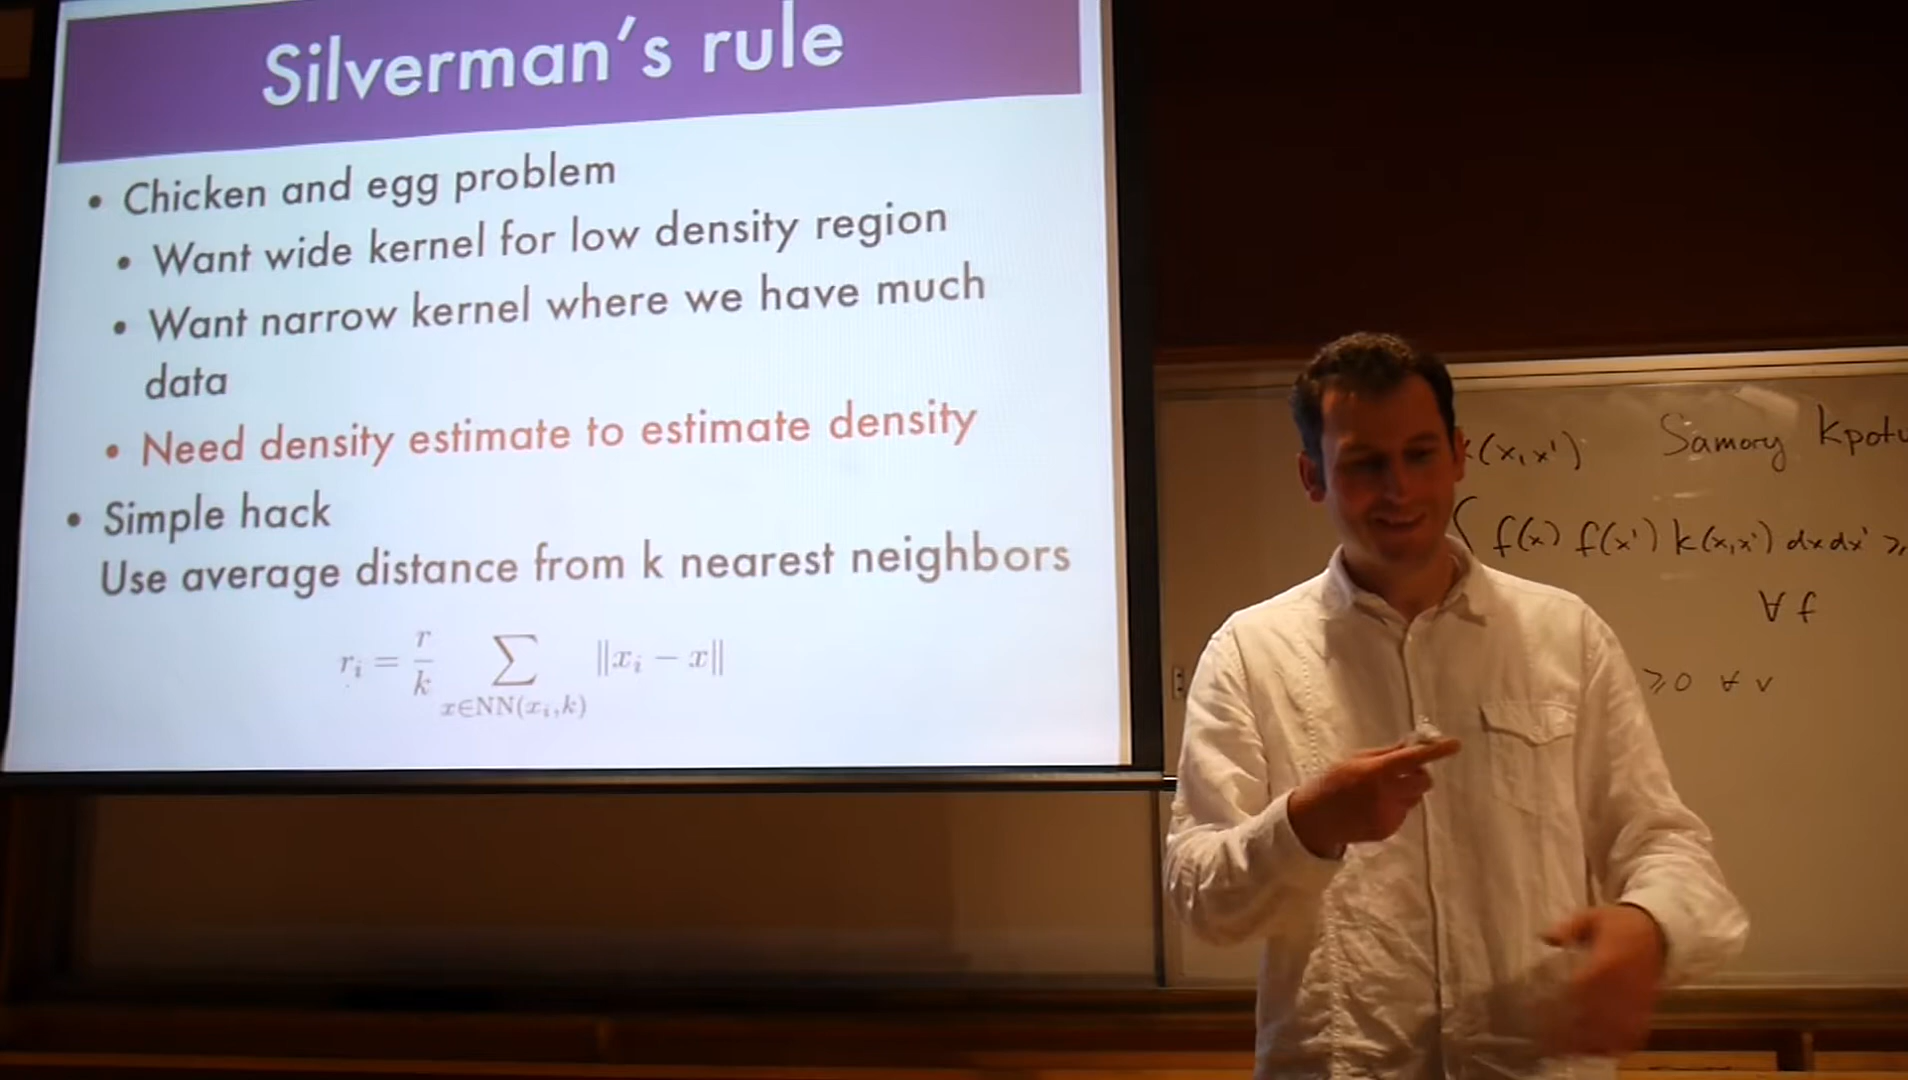 Silverman's rule
• Chicken and egg problem
• Want wide kernel for low density region
• Want narrow kernel where we have much
data
• Need density estimate to estimate density
• Simple hack
Use average distance from k nearest neighbors
r_i = \frac{r}{k} \sum_{x∈NN(x_i,k)} ‖x_i − x‖
k(x,x') Samory
∫ f(x) f(x') k(x,x') dx dx' ≥
∀ f
≥0 ∀ v